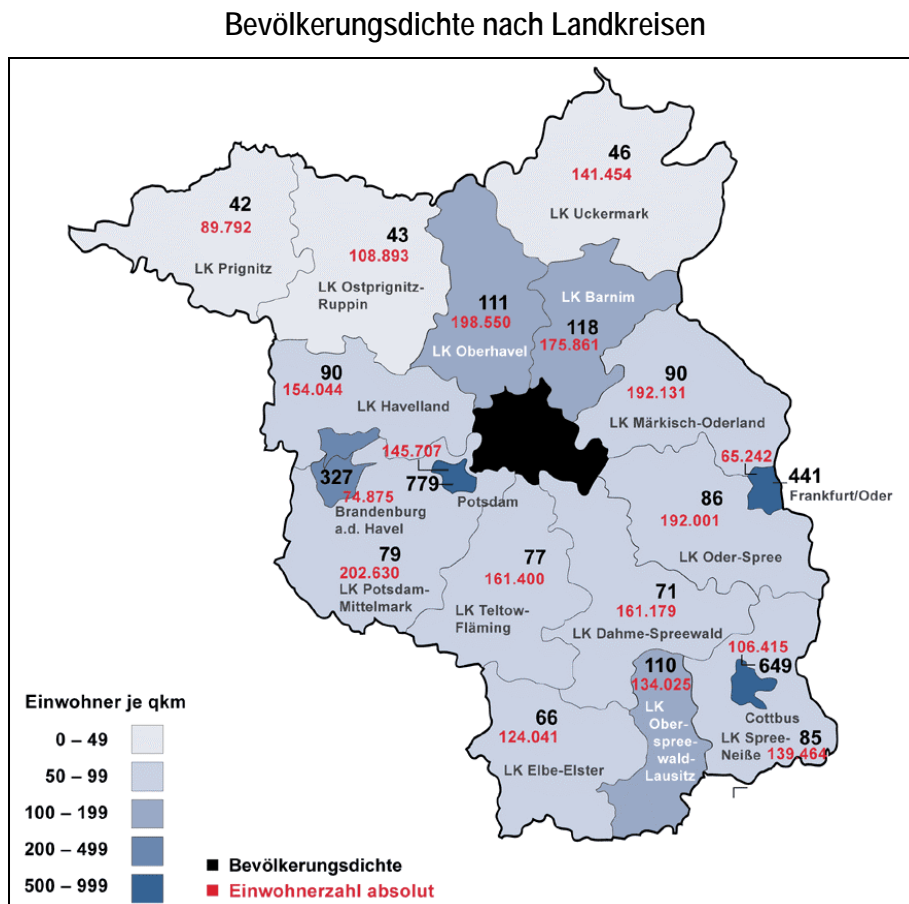 Bevölkerungsdichte nach Landkreisen
46
141.454
LK Uckermark
42
89.792
LK Prignitz
43
108.893
LK Ostprignitz-
Ruppin
111
198.550
LK Oberhavel
LK Barnim
118
175.861
90
154.044
LK Havelland
90
192.131
LK Märkisch-Oderland
145.707
779
Potsdam
327
74.875
Brandenburg
a.d. Havel
65.242
441
Frankfurt/Oder
86
192.001
LK Oder-Spree
79
202.630
LK Potsdam-
Mittelmark
77
161.400
LK Teltow-
Fläming
71
161.179
LK Dahme-Spreewald
106.415
649
Cottbus
110
134.025
LK
Ober-
spree-
wald-
Lausitz
66
124.041
LK Elbe-Elster
LK Spree-
Neiße
85
139.464
Einwohner je qkm
0 – 49
50 – 99
100 – 199
200 – 499
500 – 999
Bevölkerungsdichte
Einwohnerzahl absolut